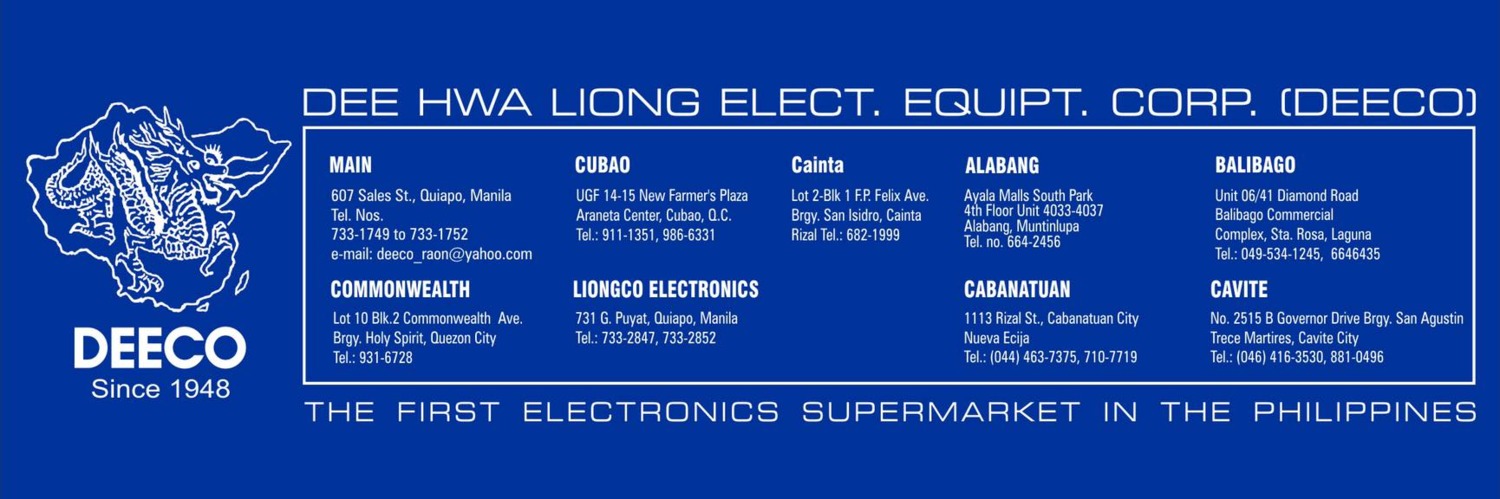 DEE HWA LIONG ELECT. EQUIPT. CORP. (DEECO)
MAIN
607 Sales St., Quiapo, Manila
Tel. Nos.
733-1749 to 733-1752
e-mail: deeco_raon@yahoo.com
CUBAO
UGF 14-15 New Farmer's Plaza
Araneta Center, Cubao, Q.C.
Tel.: 911-1351, 986-6331
Cainta
Lot 2-Blk 1 F.P. Felix Ave.
Brgy. San Isidro, Cainta
Rizal Tel.: 682-1999
ALABANG
Ayala Malls South Park
4th Floor Unit 4033-4037
Alabang, Muntinlupa
Tel. no. 664-2456
BALIBAGO
Unit 06/41 Diamond Road
Balibago Commercial
Complex, Sta. Rosa, Laguna
Tel.: 049-534-1245, 6646435
COMMONWEALTH
Lot 10 Blk.2 Commonwealth Ave.
Brgy. Holy Spirit, Quezon City
Tel.: 931-6728
LIONGCO ELECTRONICS
731 G. Puyat, Quiapo, Manila
Tel.: 733-2847, 733-2852
CABANATUAN
1113 Rizal St., Cabanatuan City
Nueva Ecija
Tel.: (044) 463-7375, 710-7719
CAVITE
No. 2515 B Governor Drive Brgy. San Agustin
Trece Martires, Cavite City
Tel.: (046) 416-3530, 881-0496
DEECO
Since 1948
THE FIRST ELECTRONICS SUPERMARKET IN THE PHILIPPINES